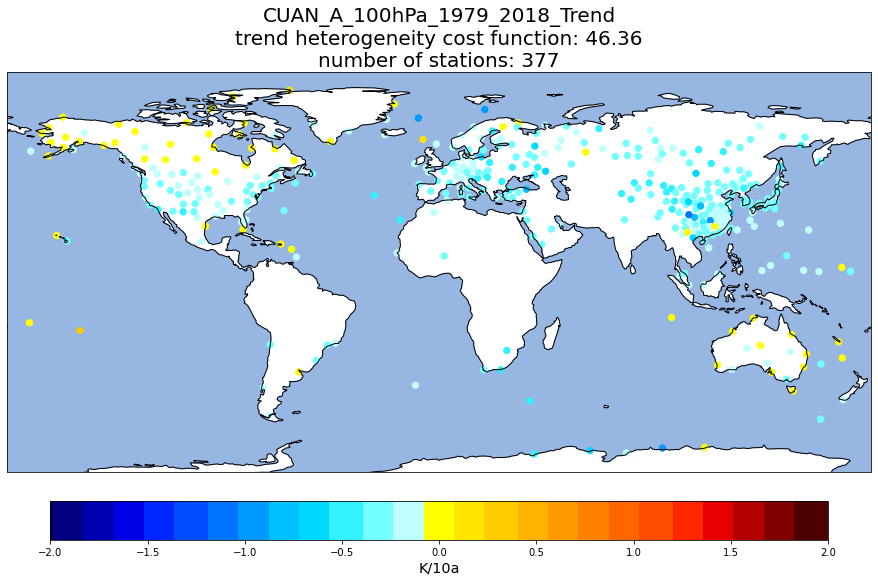 CUAN_A_100hPa_1979_2018_Trend
trend heterogeneity cost function: 46.36
number of stations: 377
−2.0 −1.5 −1.0 −0.5 0.0 0.5 1.0 1.5 2.0
K/10a